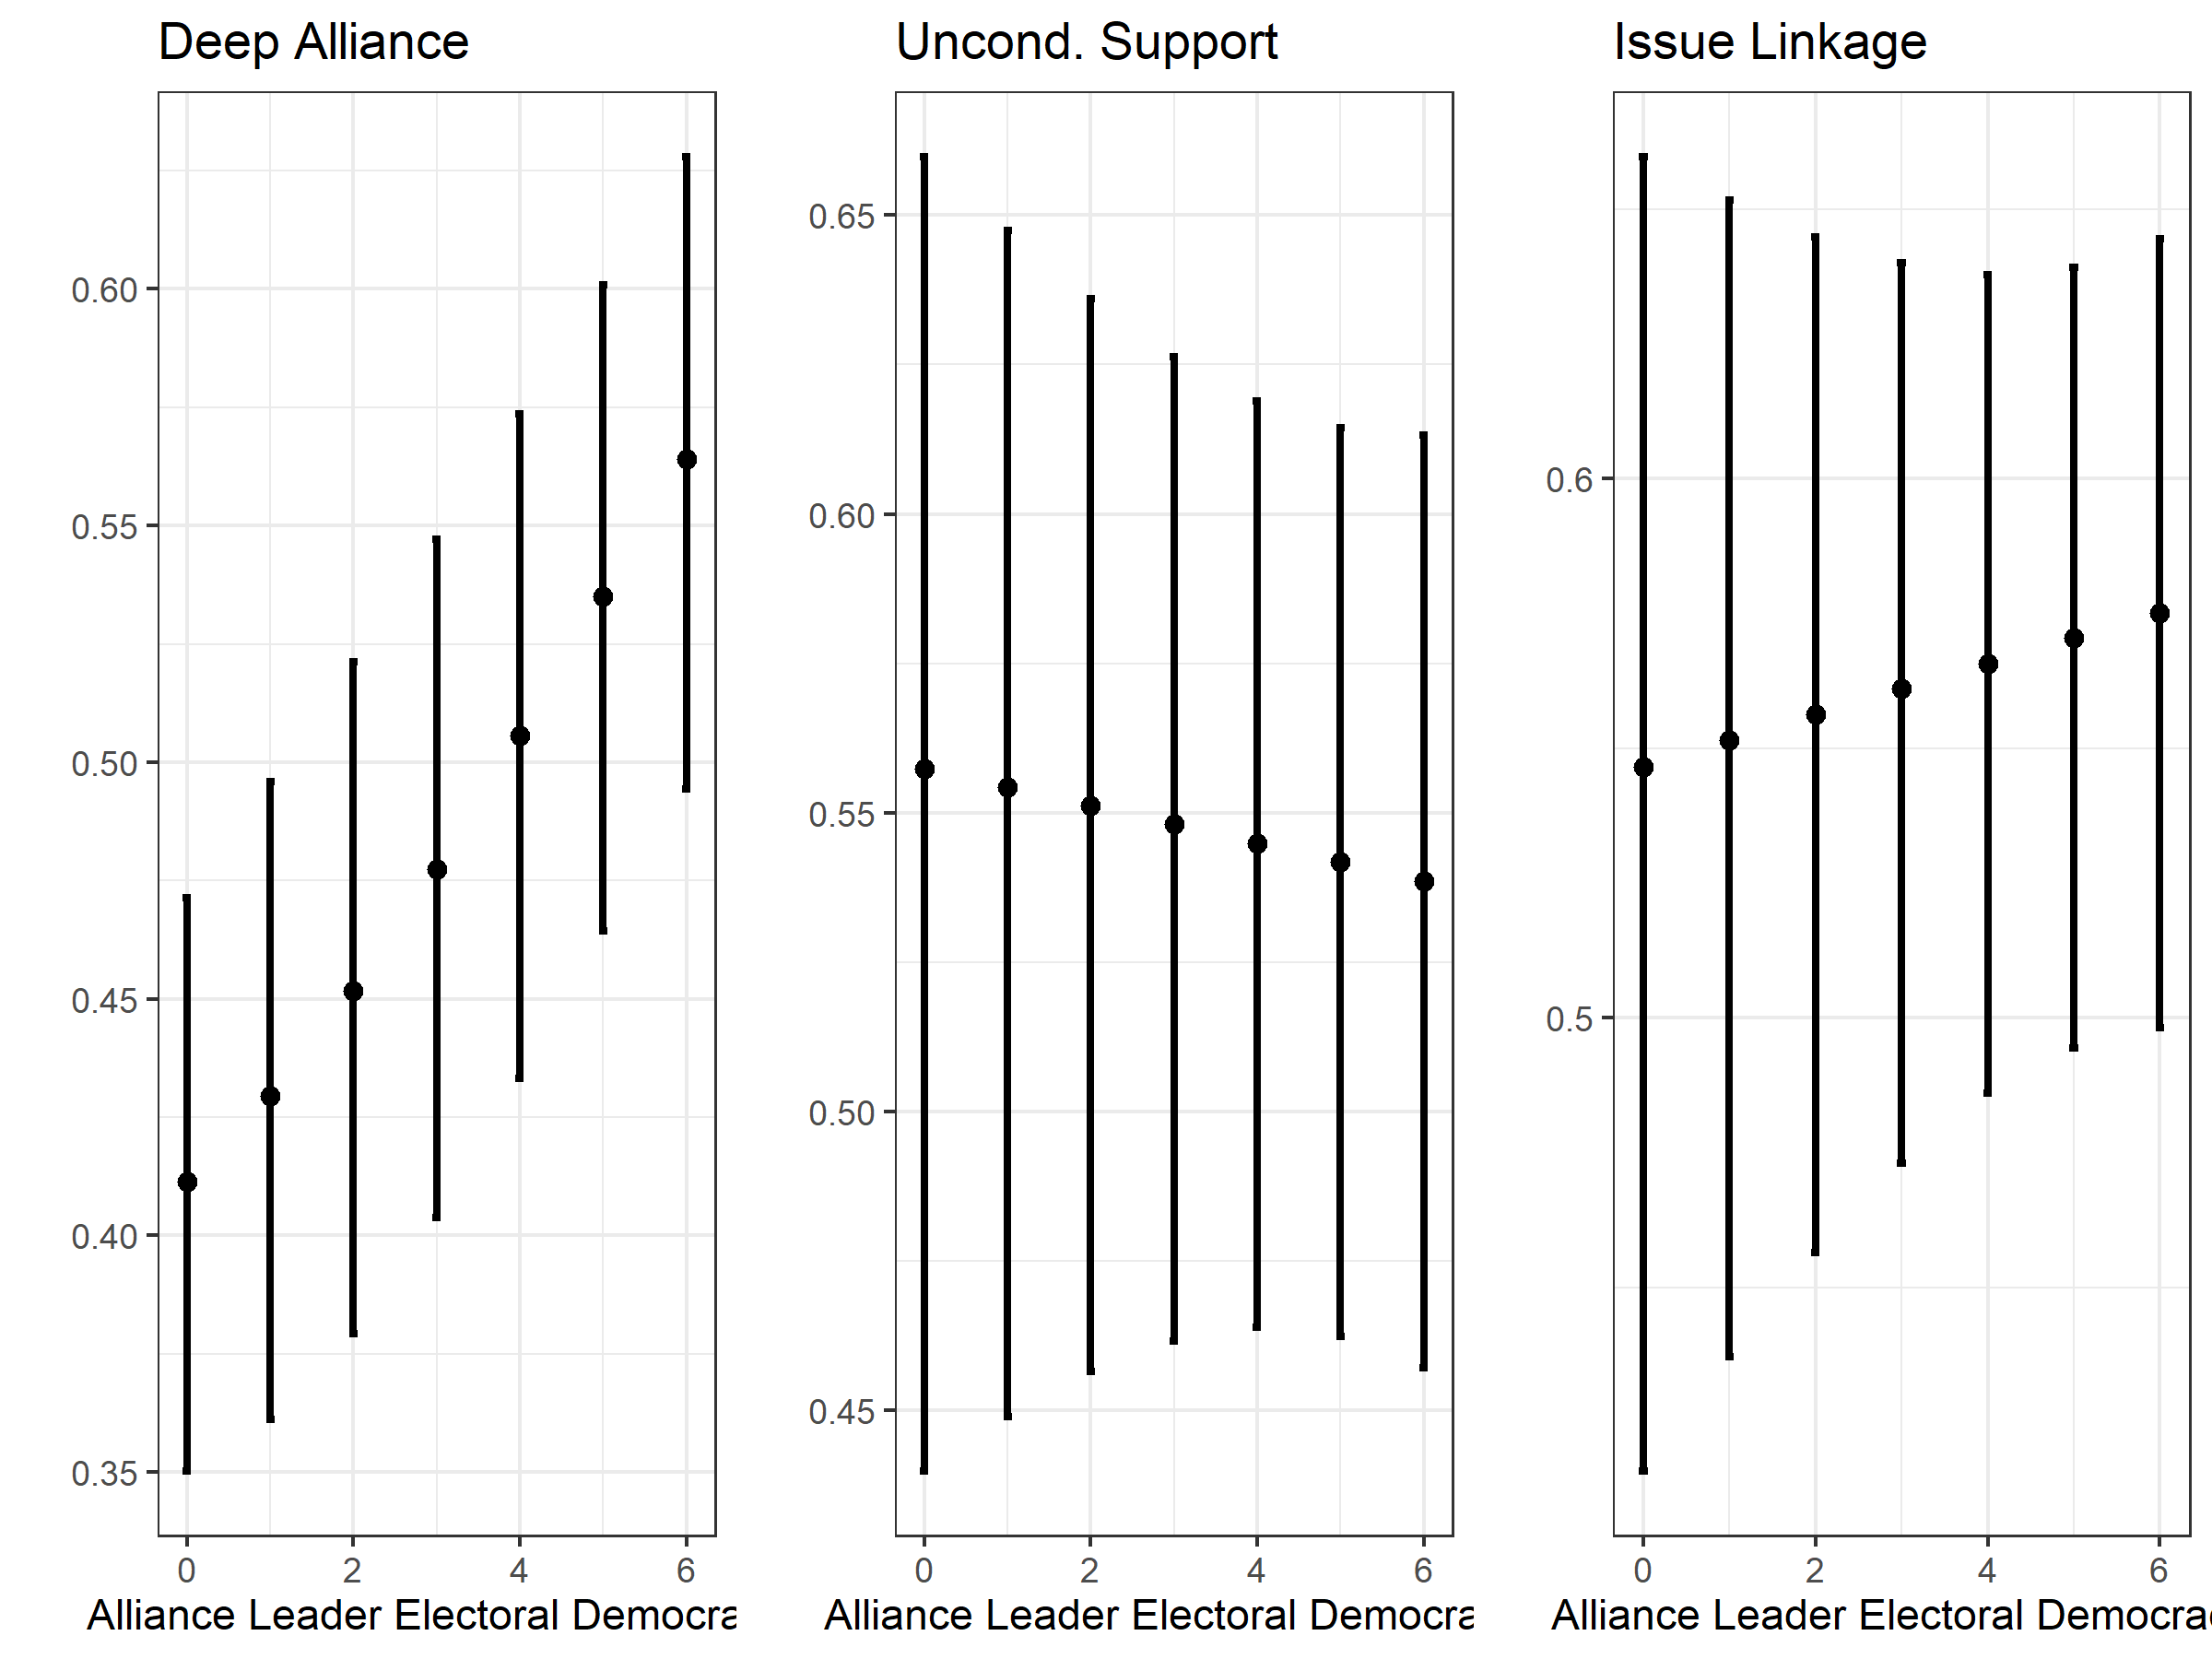 Deep Alliance
Uncond. Support
Issue Linkage
0.60
0.55
0.50
0.45
0.40
0.35
0 2 4 6
Alliance Leader Electoral Democra
0.65
0.60
0.55
0.50
0.45
0 2 4 6
Alliance Leader Electoral Democra
0.6
0.5
0 2 4 6
Alliance Leader Electoral Democra